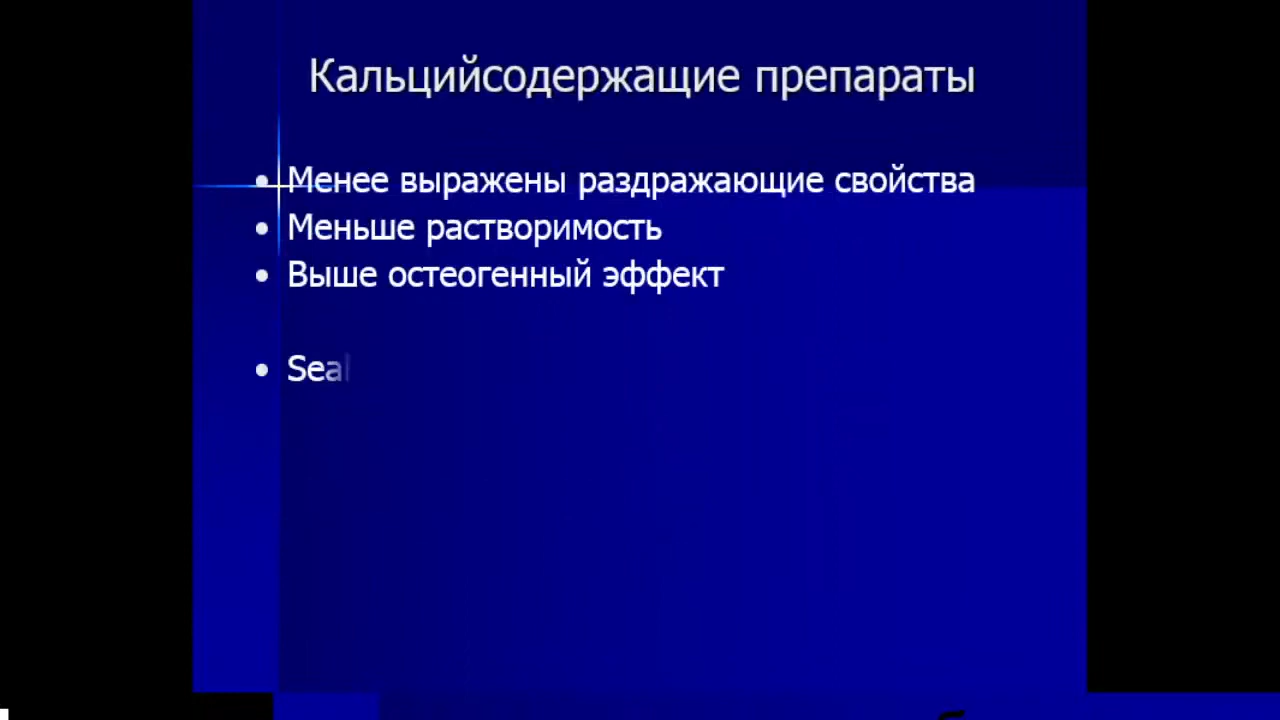 Кальцийсодержащие препараты
• Менее выражены раздражающие свойства
• Меньше растворимость
• Выше остеогенный эффект
• Seal